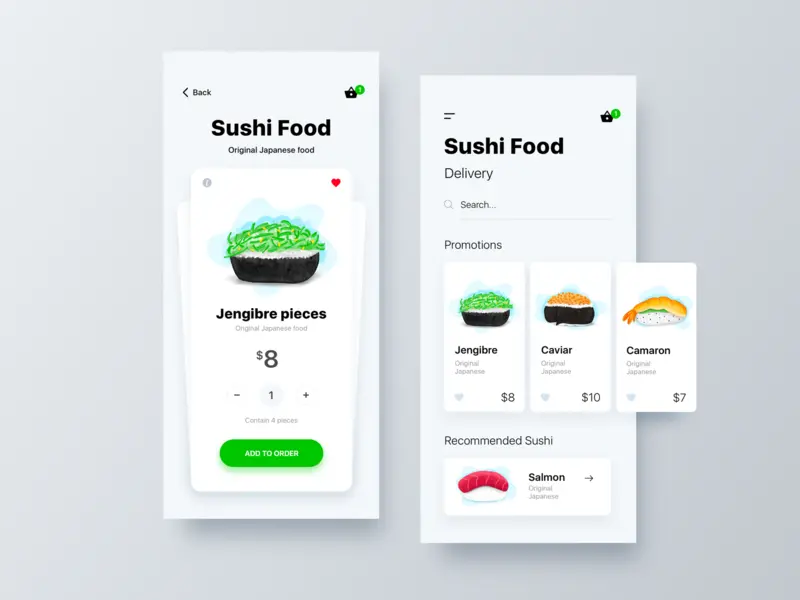 Back
1
Sushi Food
Original Japanese food
Jengibre pieces
Original Japanese food
$8
− 1 +
Contain 4 pieces
ADD TO ORDER
1
Sushi Food
Delivery
Search...
Promotions
Jengibre
Original
Japanese
$8
Caviar
Original
Japanese
$10
Camaron
Original
Japanese
$7
Recommended Sushi
Salmon
Original
Japanese